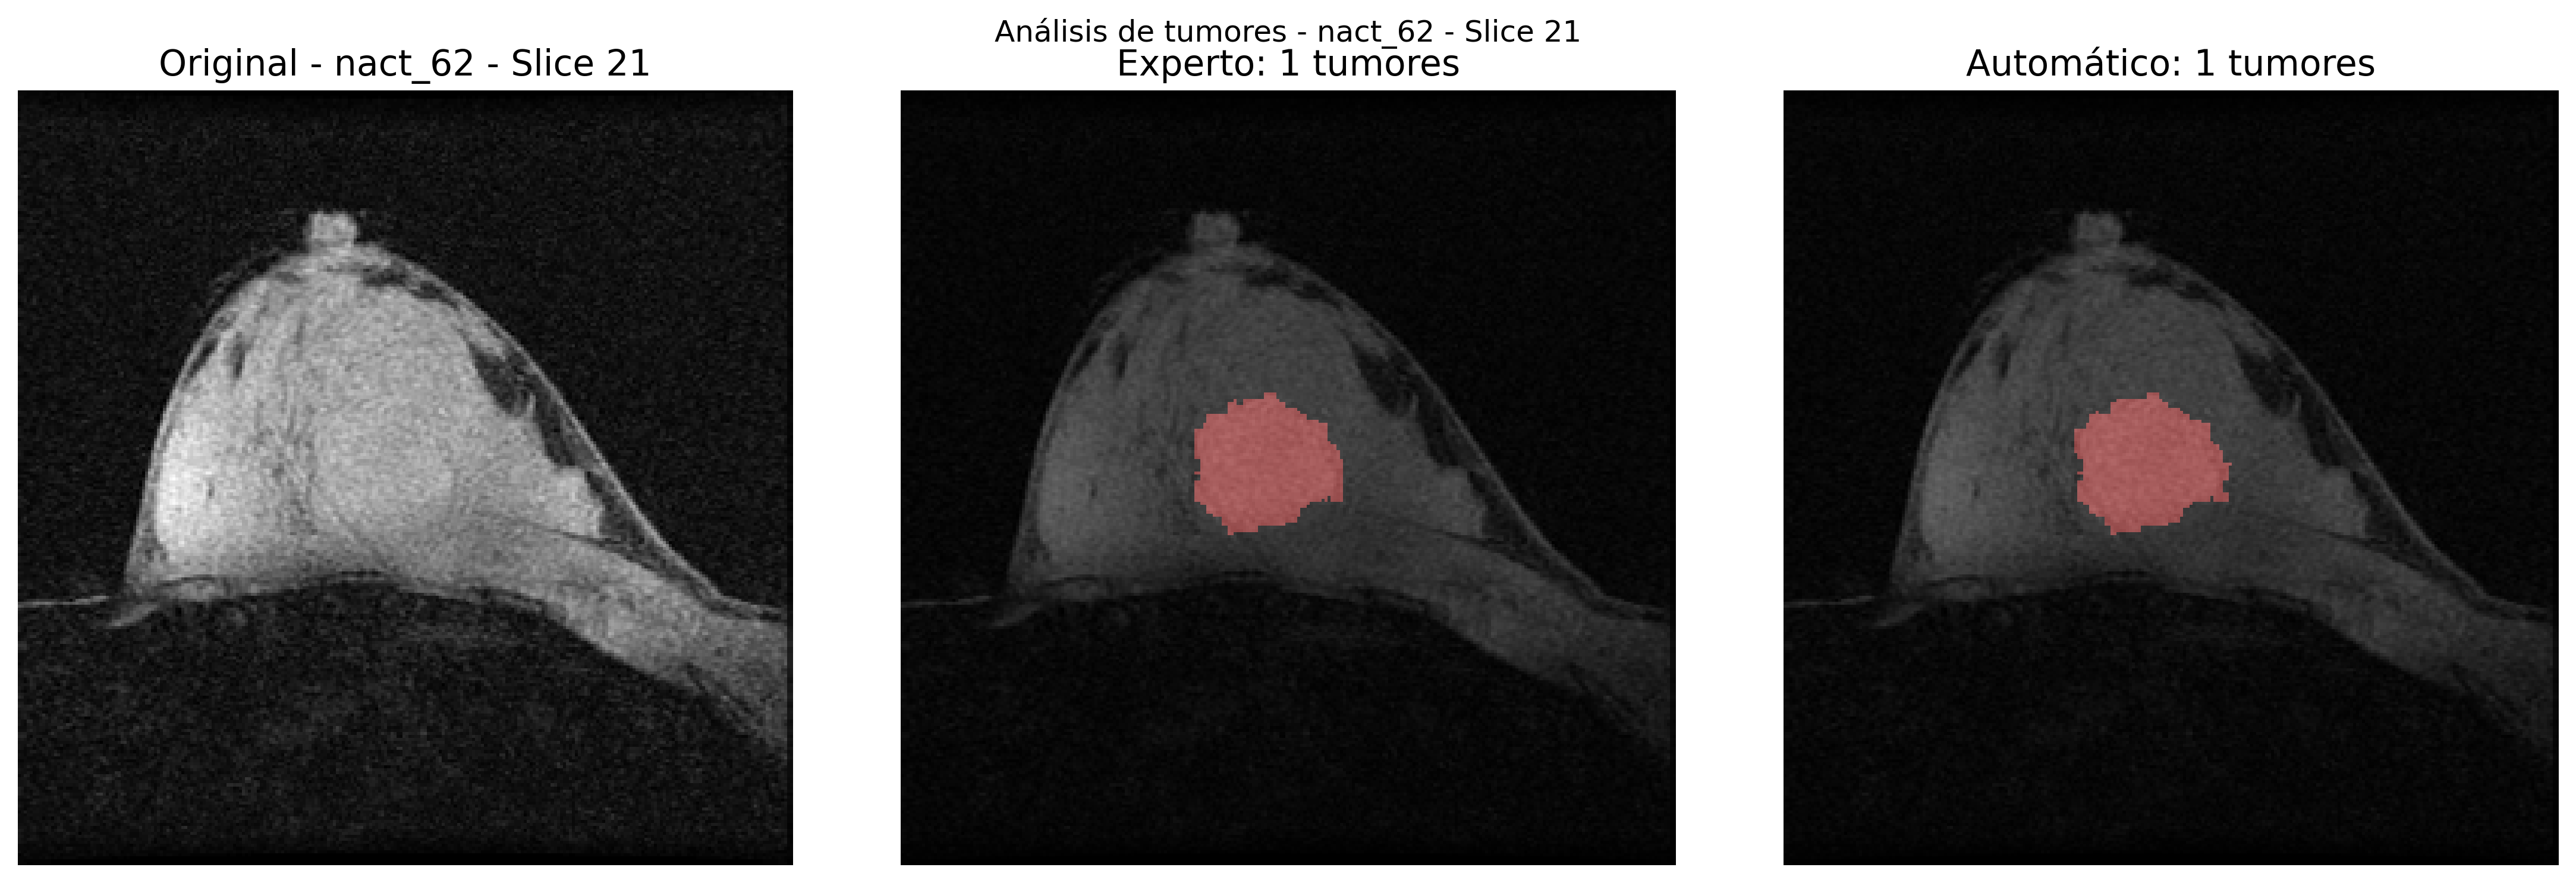 Análisis de tumores - nact_62 - Slice 21
Original - nact_62 - Slice 21
Experto: 1 tumores
Automático: 1 tumores